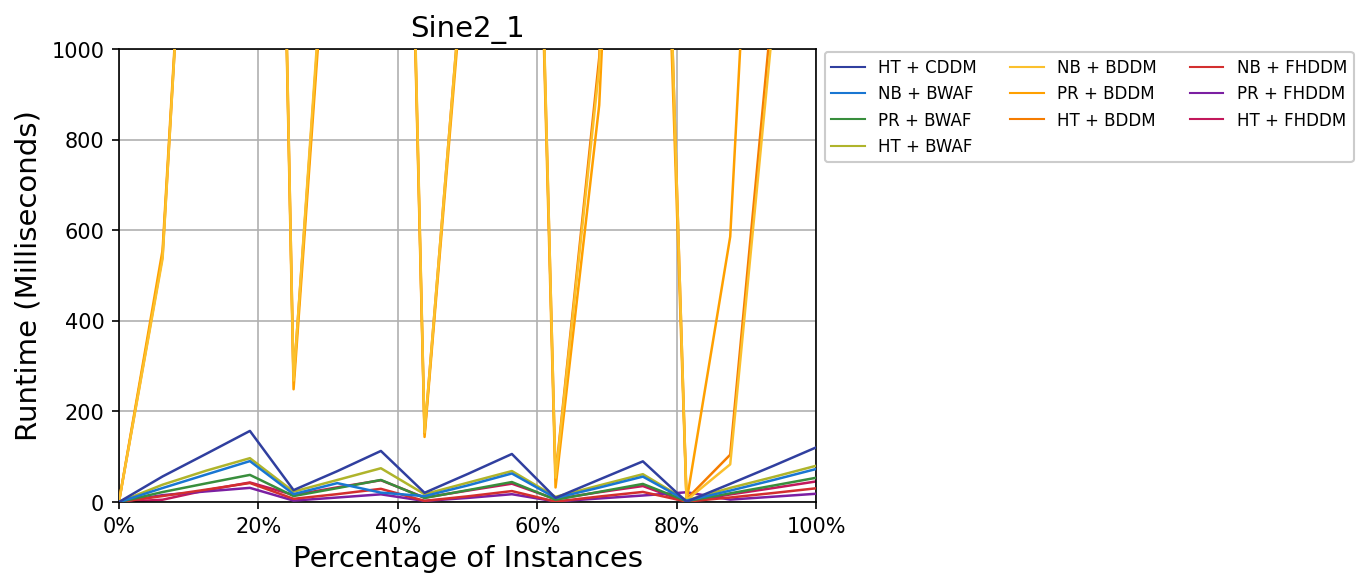 Sine2_1
Runtime (Milliseconds)
1000
800
600
400
200
0
0%
20%
40%
60%
80%
100%
Percentage of Instances
HT + CDDM
NB + BWAF
PR + BWAF
HT + BWAF
NB + BDDM
PR + BDDM
HT + BDDM
NB + FHDDM
PR + FHDDM
HT + FHDDM